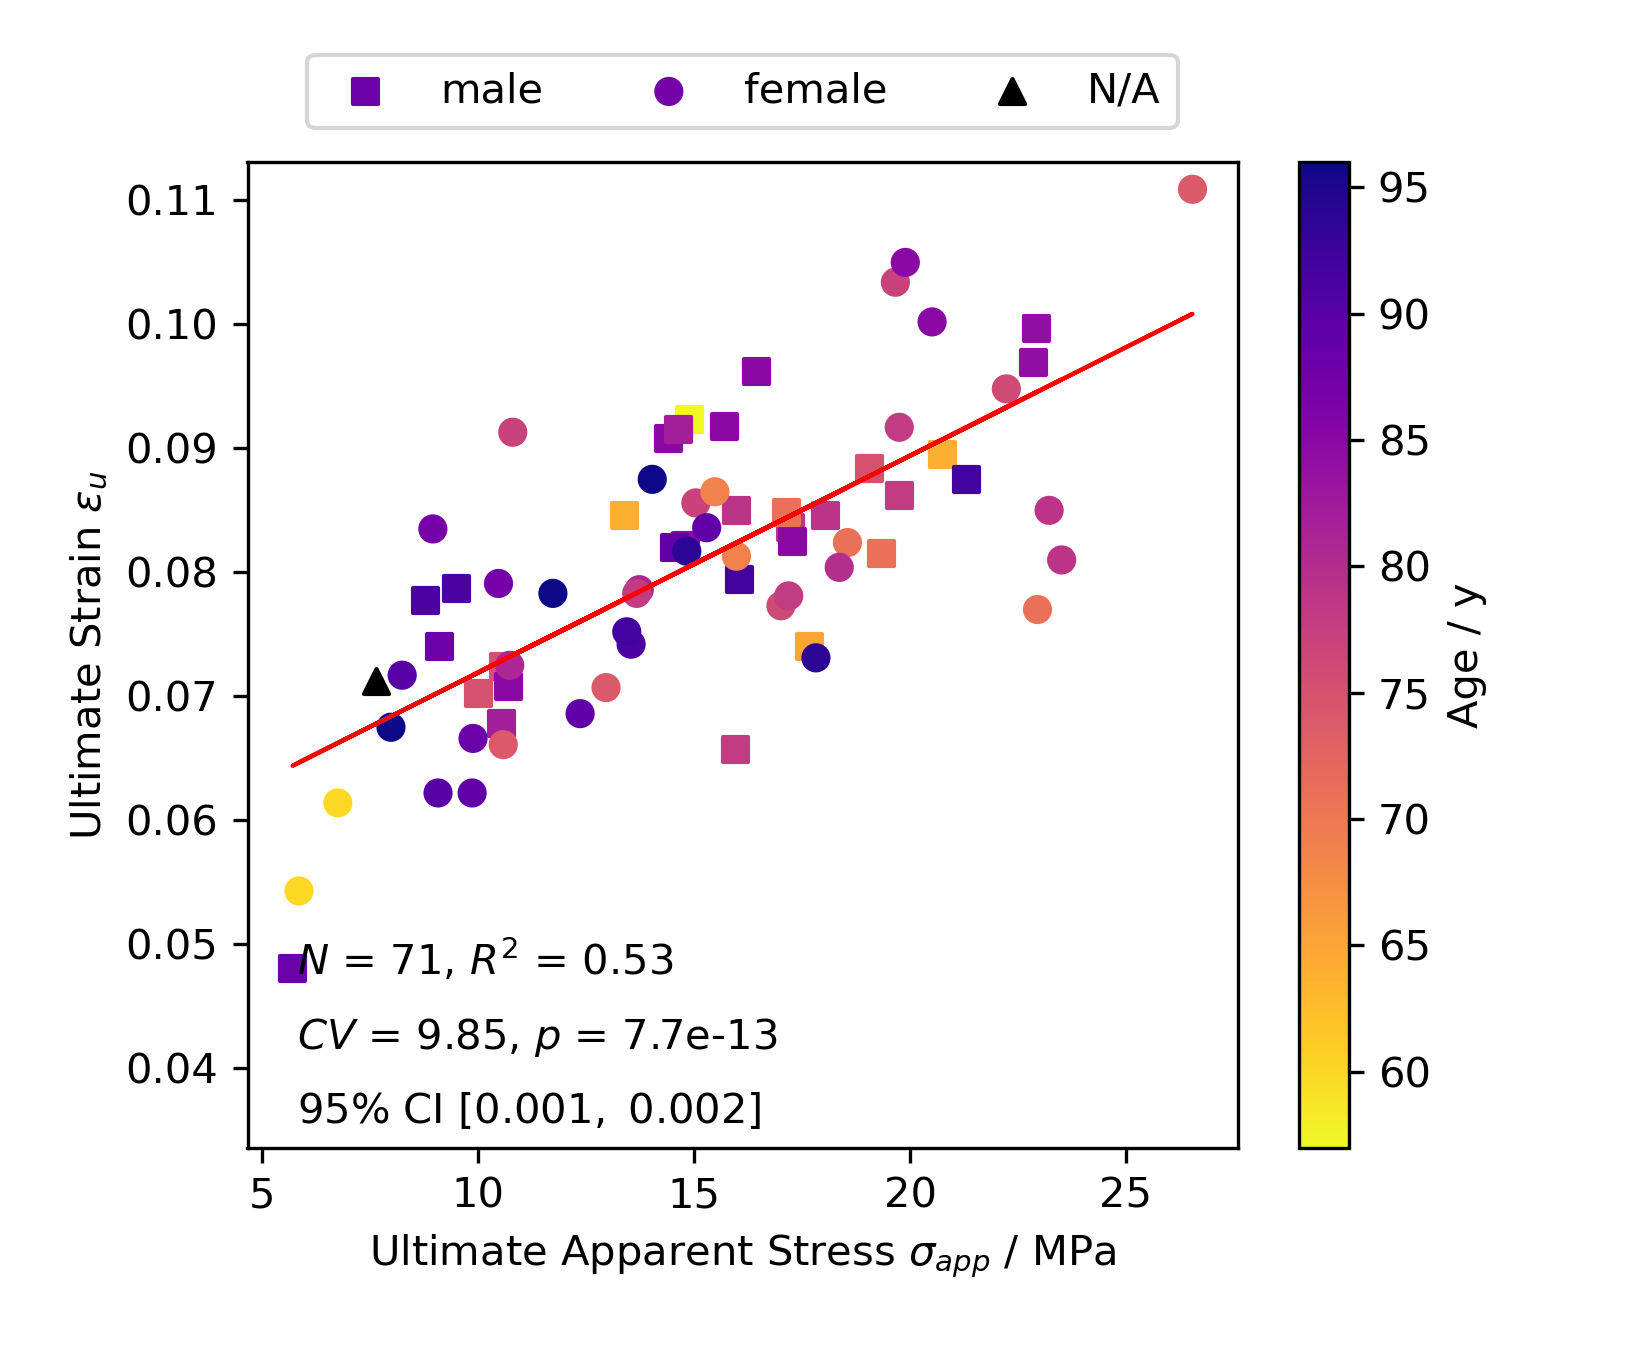 male female N/A
0.11
0.10
0.09
0.08
0.07
0.06
0.05
0.04
Ultimate Strain εu
N = 71, R² = 0.53
CV = 9.85, p = 7.7e-13
95% CI [0.001, 0.002]
5 10 15 20 25
Ultimate Apparent Stress σapp / MPa
95
90
85
80
75
70
65
60
Age / y